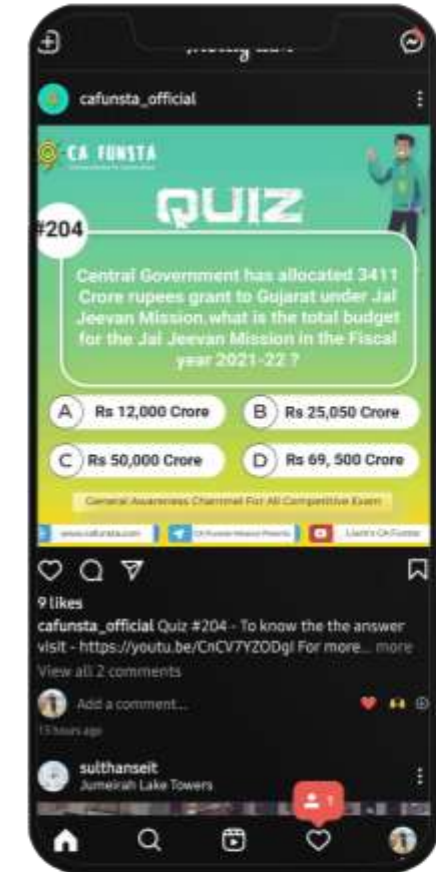 cafunsta_official
CA FUNSTA
QUIZ
#204
Central Government has allocated 3411
Crore rupees grant to Gujarat under Jal
Jeevan Mission,what is the total budget
for the Jal Jeevan Mission in the Fiscal
year 2021-22 ?
A Rs 12,000 Crore
B Rs 25,050 Crore
C Rs 50,000 Crore
D Rs 69, 500 Crore
General Awareness Channel For All Competitive Exam
www.cafunsta.com
9 likes
cafunsta_official Quiz #204 - To know the the answer
visit - https://youtu.be/CnCV7YZODgI For more... more
View all 2 comments
Add a comment...
13 hours ago
sulthanseit
Jumeirah Lake Towers
1